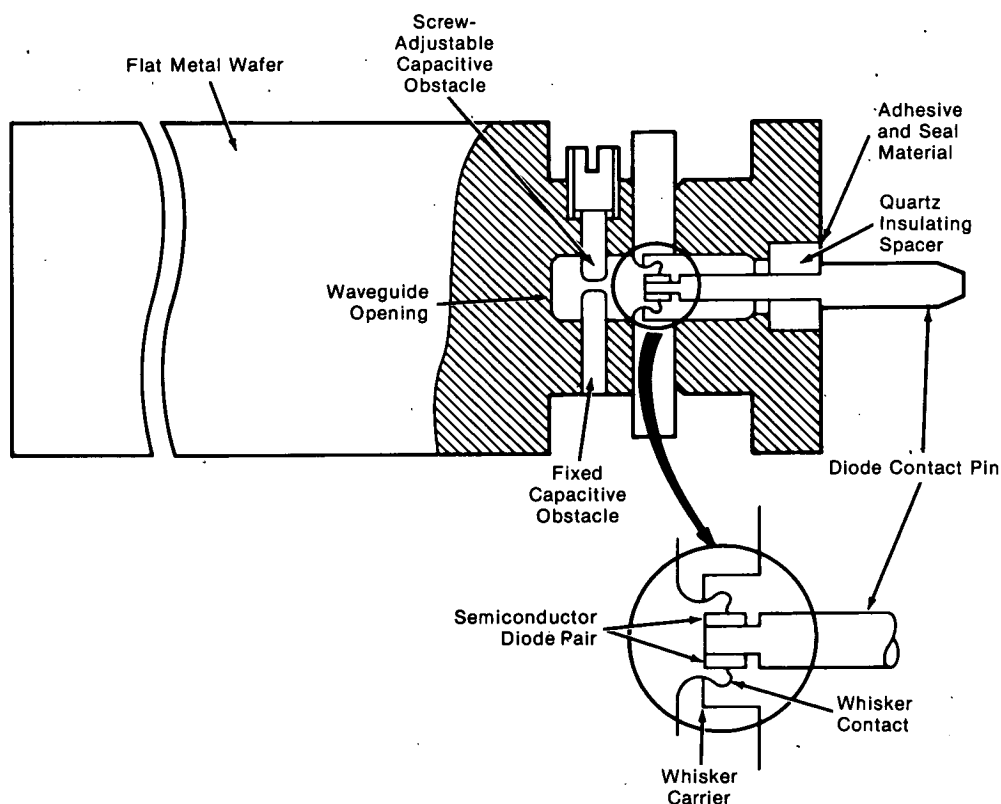 Screw-
Adjustable
Capacitive
Obstacle
Flat Metal Wafer
Adhesive
and Seal
Material
Quartz
Insulating
Spacer
Waveguide
Opening
Fixed
Capacitive
Obstacle
Diode Contact Pin
Semiconductor
Diode Pair
Whisker
Contact
Whisker
Carrier